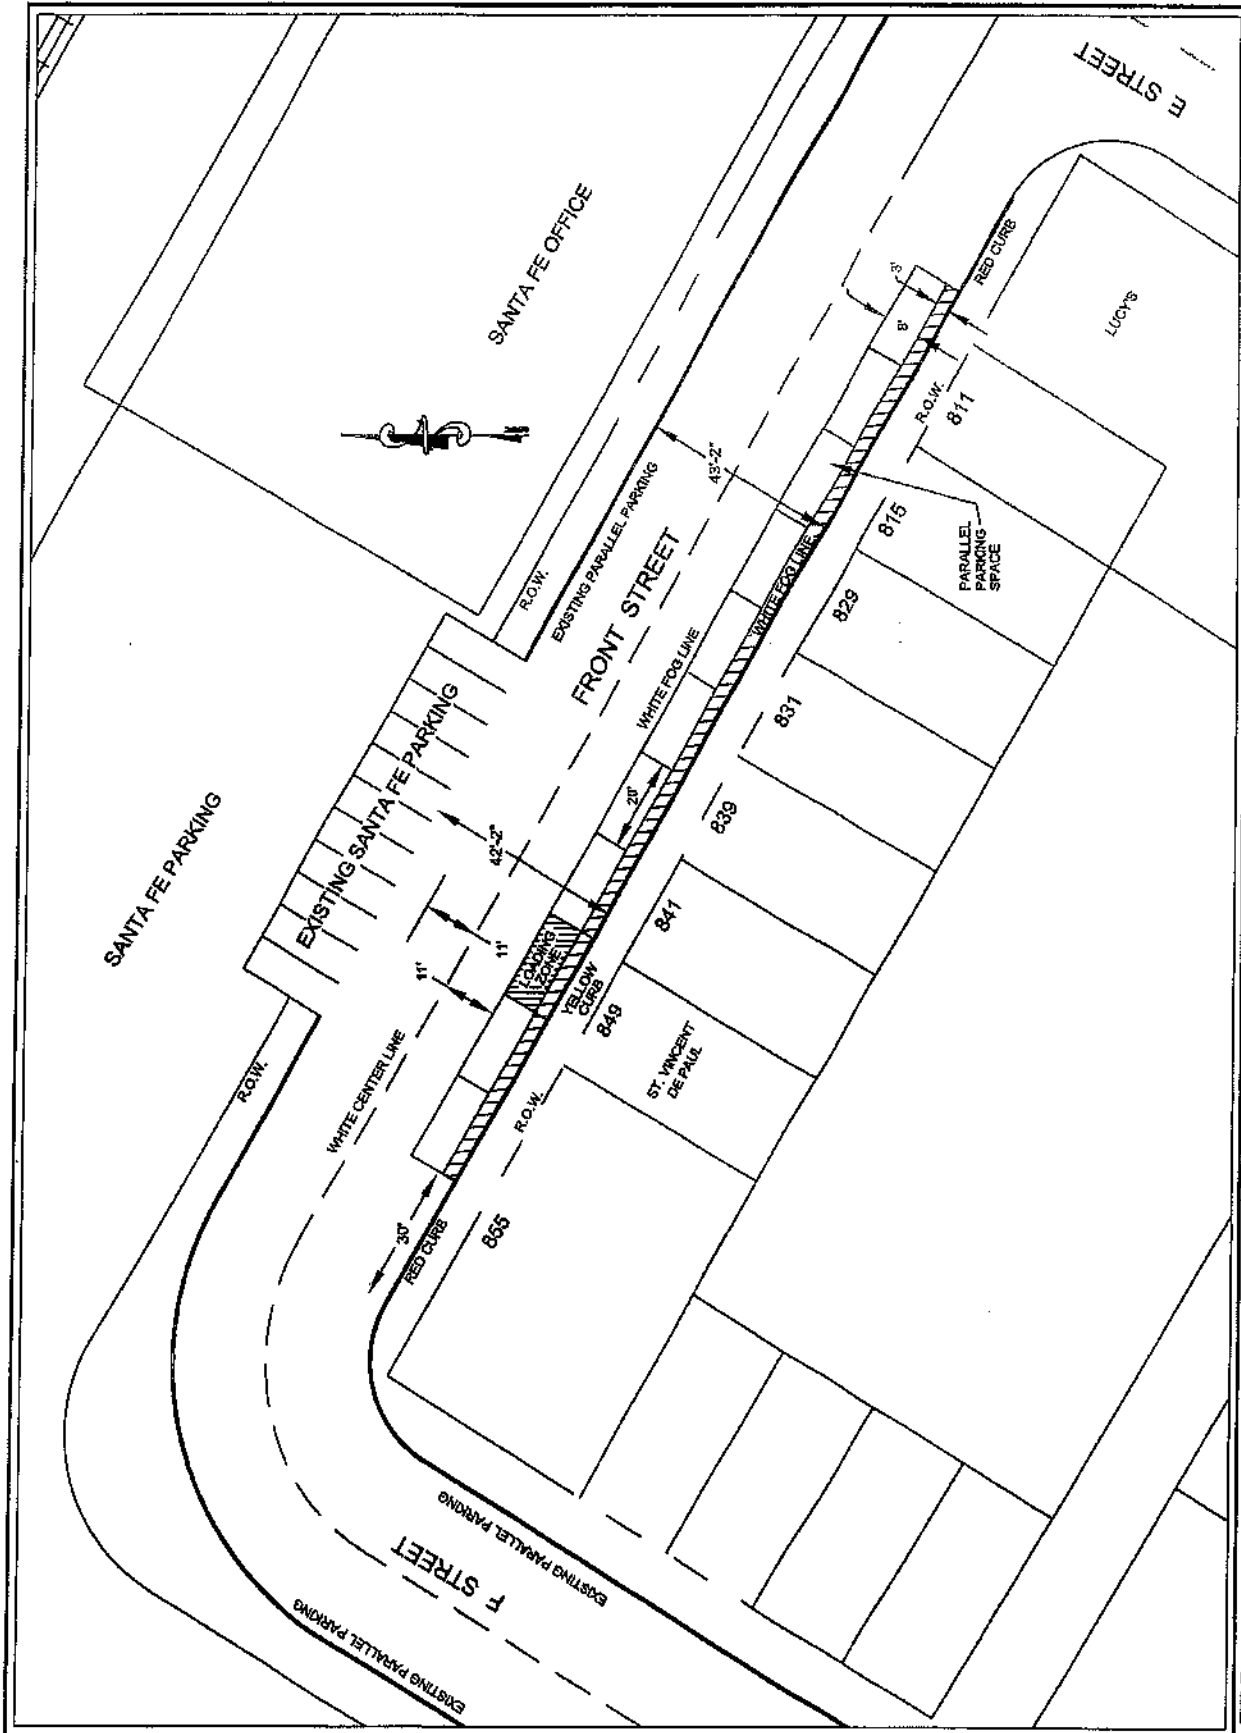 E STREET
SANTA FE OFFICE
RED CURB
LUCY'S
3'
8'
R.O.W.
811
43'-2"
EXISTING PARALLEL PARKING
R.O.W.
FRONT STREET
WHITE FOG LINE
815
PARALLEL
PARKING
SPACE
829
WHITE FOG LINE
831
SANTA FE PARKING
EXISTING SANTA FE PARKING
42'-2"
20'
839
841
11'
11'
LOADING
ZONE
YELLOW
CURB
849
ST. VINCENT
DE PAUL
R.O.W.
WHITE CENTER LINE
R.O.W.
30'
RED CURB
855
F STREET
EXISTING PARALLEL PARKING
EXISTING PARALLEL PARKING